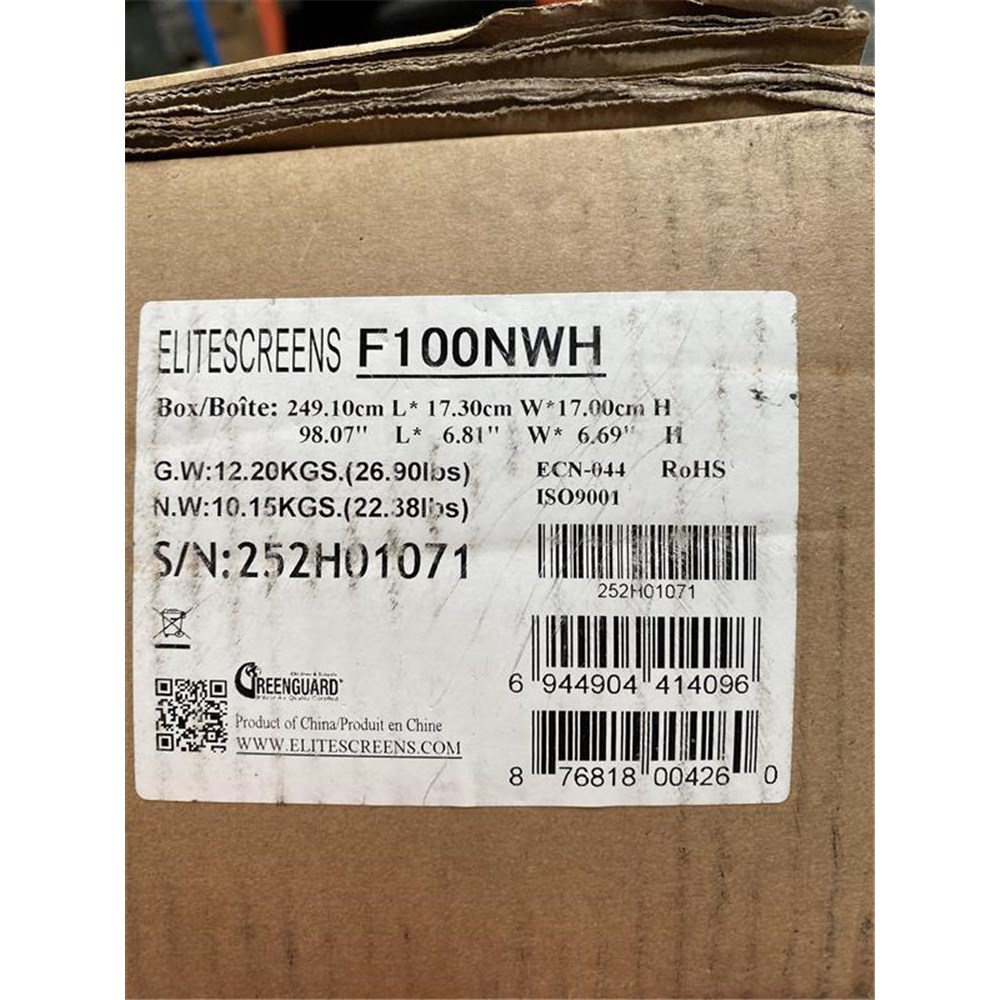 ELITESCREENS F100NWH
Box/Boîte: 249.10cm L* 17.30cm W*17.00cm H
98.07" L* 6.81" W* 6.69" H
G.W:12.20KGS.(26.90lbs)
N.W:10.15KGS.(22.38lbs)
ECN-044 RoHS
ISO9001
S/N:252H01071
252H01071
6 944904 414096
GREENGUARD
Product of China/Produit en Chine
WWW.ELITESCREENS.COM
8 76818 00426 0